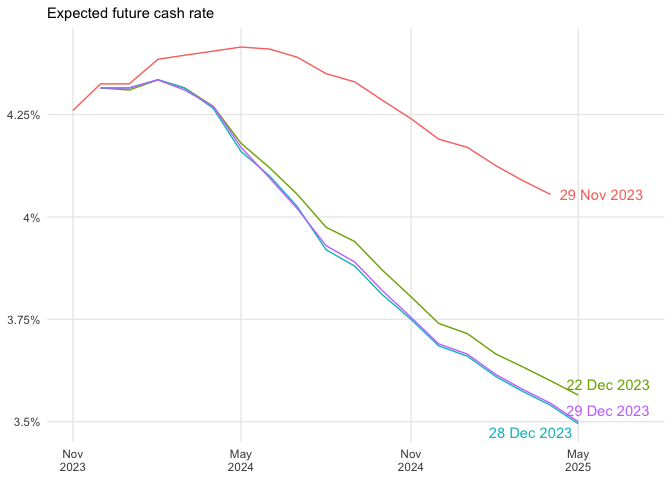 Expected future cash rate
4.25%
4%
3.75%
3.5%
29 Nov 2023
22 Dec 2023
29 Dec 2023
28 Dec 2023
Nov
2023
May
2024
Nov
2024
May
2025